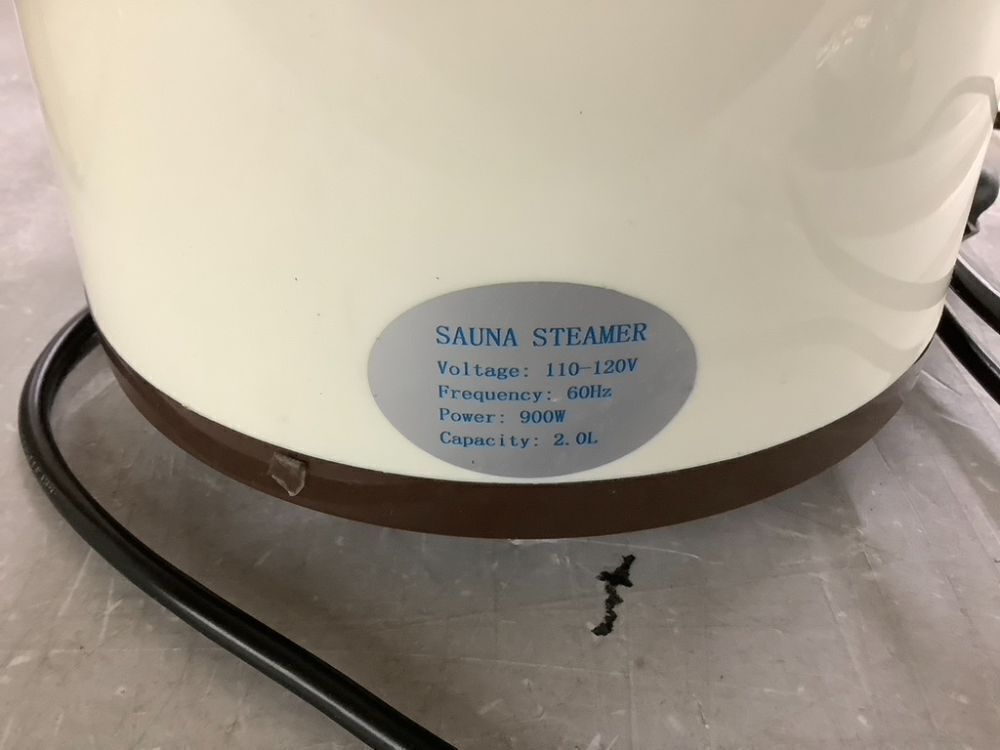 SAUNA STEAMER
Voltage: 110-120V
Frequency: 60Hz
Power: 900W
Capacity: 2.0L